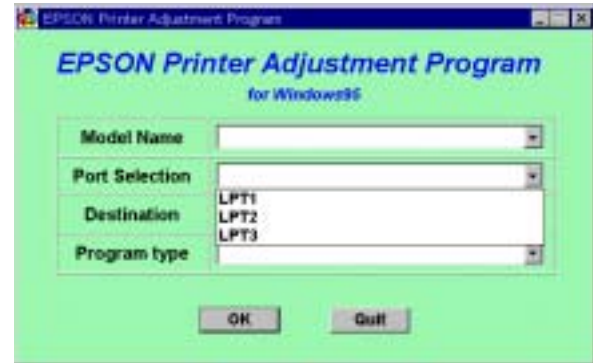 EPSON Printer Adjustment Program
EPSON Printer Adjustment Program
for Windows95
Model Name
Port Selection
LPT1
LPT2
LPT3
Destination
Program type
OK
Quit